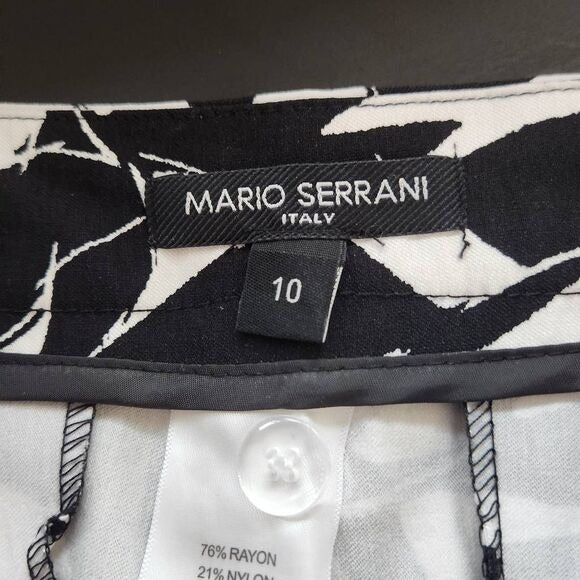 MARIO SERRANI
ITALY
10
76% RAYON
21% NYLON